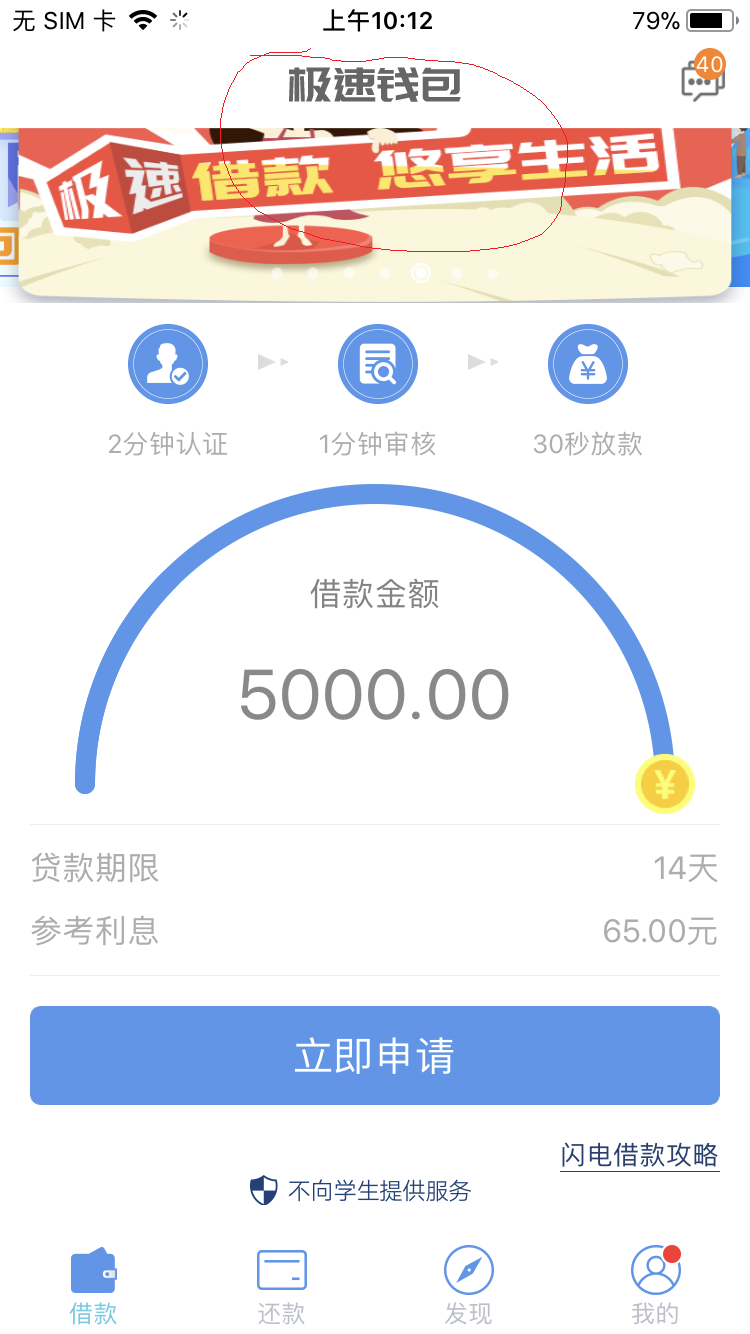 无 SIM 卡 上午10:12 79%
极速钱包
40
极速借款 悠享生活
2分钟认证 1分钟审核 30秒放款
借款金额
5000.00
¥
贷款期限 14天
参考利息 65.00元
立即申请
闪电借款攻略
不向学生提供服务
借款 还款 发现 我的